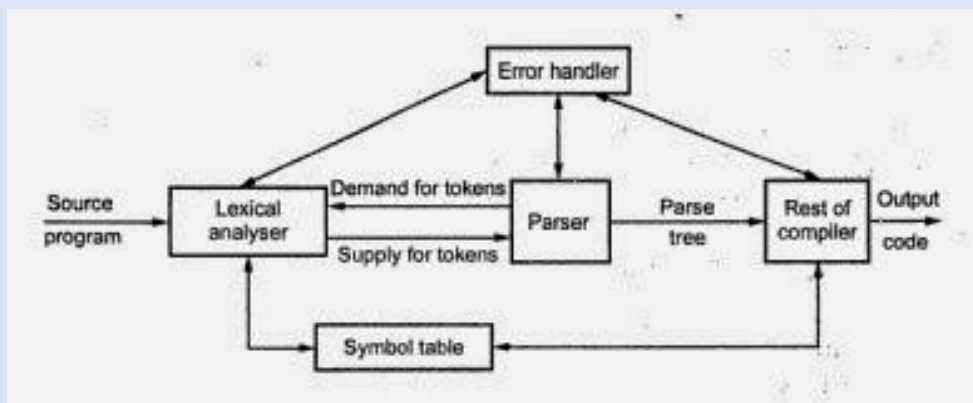 Error handler
Source
program
Lexical
analyser
Demand for tokens
Supply for tokens
Parser
Parse
tree
Rest of
compiler
Output
code
Symbol table